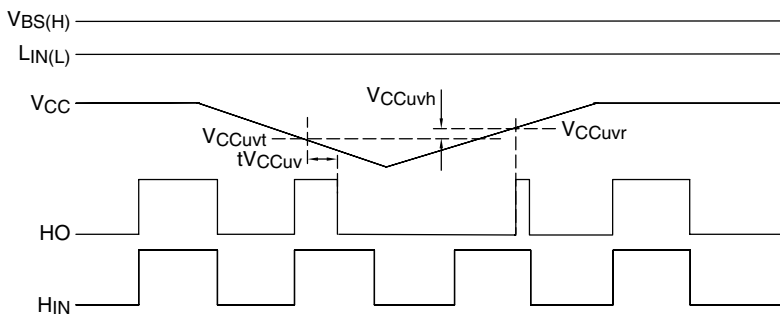 VBS(H)
LIN(L)
VCC
VCCuvh
VCCuvt
VCCuvr
tVCCuv
HO
HIN